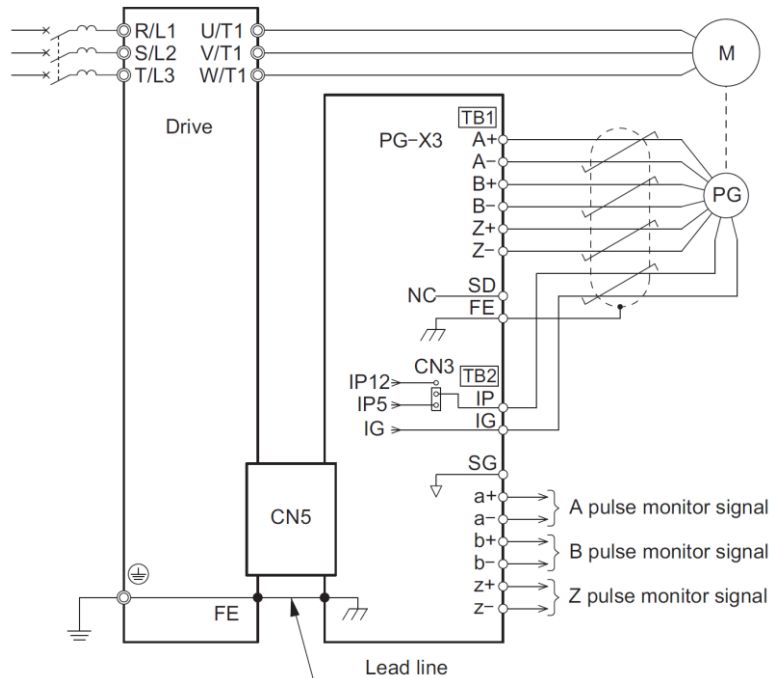 R/L1 U/T1
S/L2 V/T1
T/L3 W/T1
M
Drive
TB1
PG-X3
A+
A-
B+
B-
Z+
Z-
PG
NC
SD
FE
CN3
TB2
IP12
IP
IP5
IG
IG
SG
CN5
a+
a-
A pulse monitor signal
b+
b-
B pulse monitor signal
z+
z-
Z pulse monitor signal
FE
Lead line